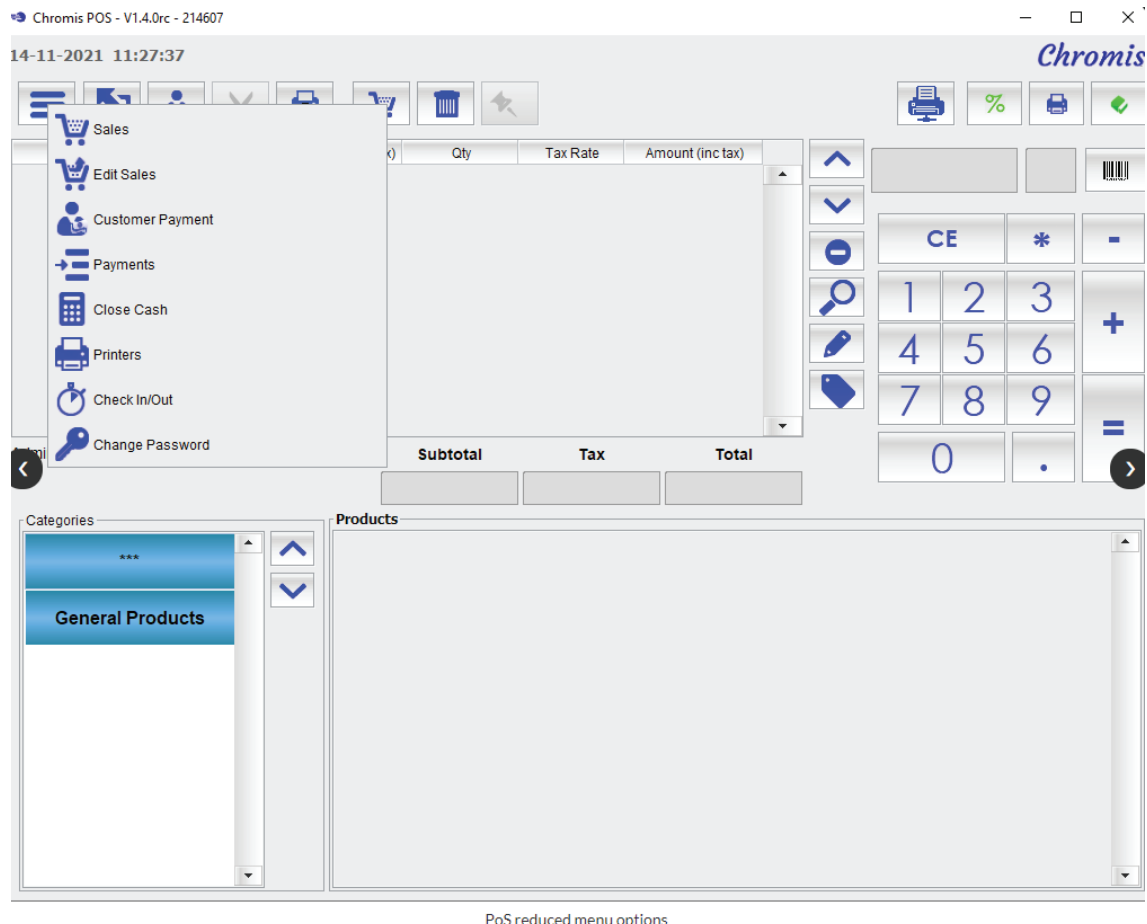 Chromis POS - V1.4.0rc - 214607
14-11-2021 11:27:37
Chromis
%
Sales
Edit Sales
Customer Payment
Payments
Close Cash
Printers
Check In/Out
Change Password
Qty
Tax Rate
Amount (inc tax)
CE
*
-
1
2
3
+
4
5
6
7
8
9
=
0
.
Subtotal
Tax
Total
Categories
***
General Products
Products
PoS reduced menu options